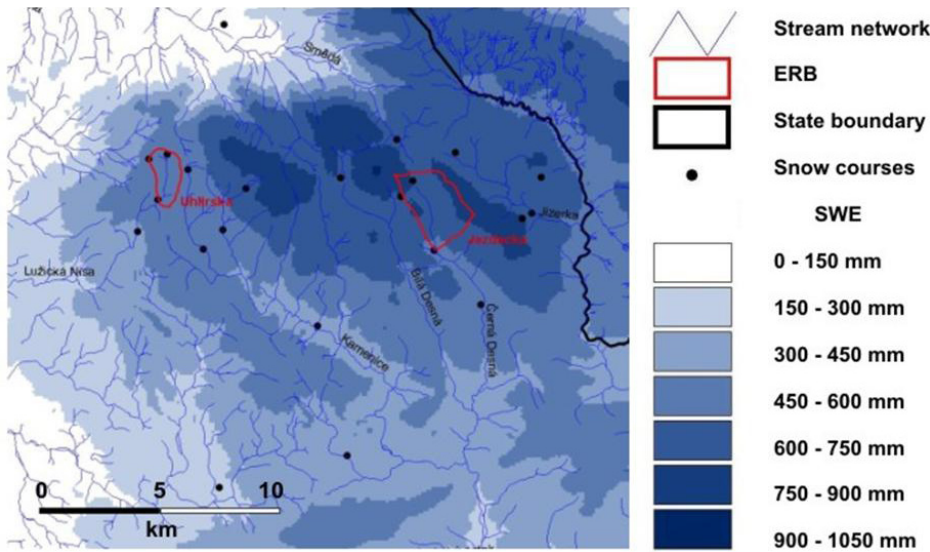 Smědá
Uhlířská
Jizerka
Jezdecká
Lužická Nisa
Bílá Desná
Černá Desná
Kamenice
0 5 10
km
Stream network
ERB
State boundary
Snow courses
SWE
0 - 150 mm
150 - 300 mm
300 - 450 mm
450 - 600 mm
600 - 750 mm
750 - 900 mm
900 - 1050 mm